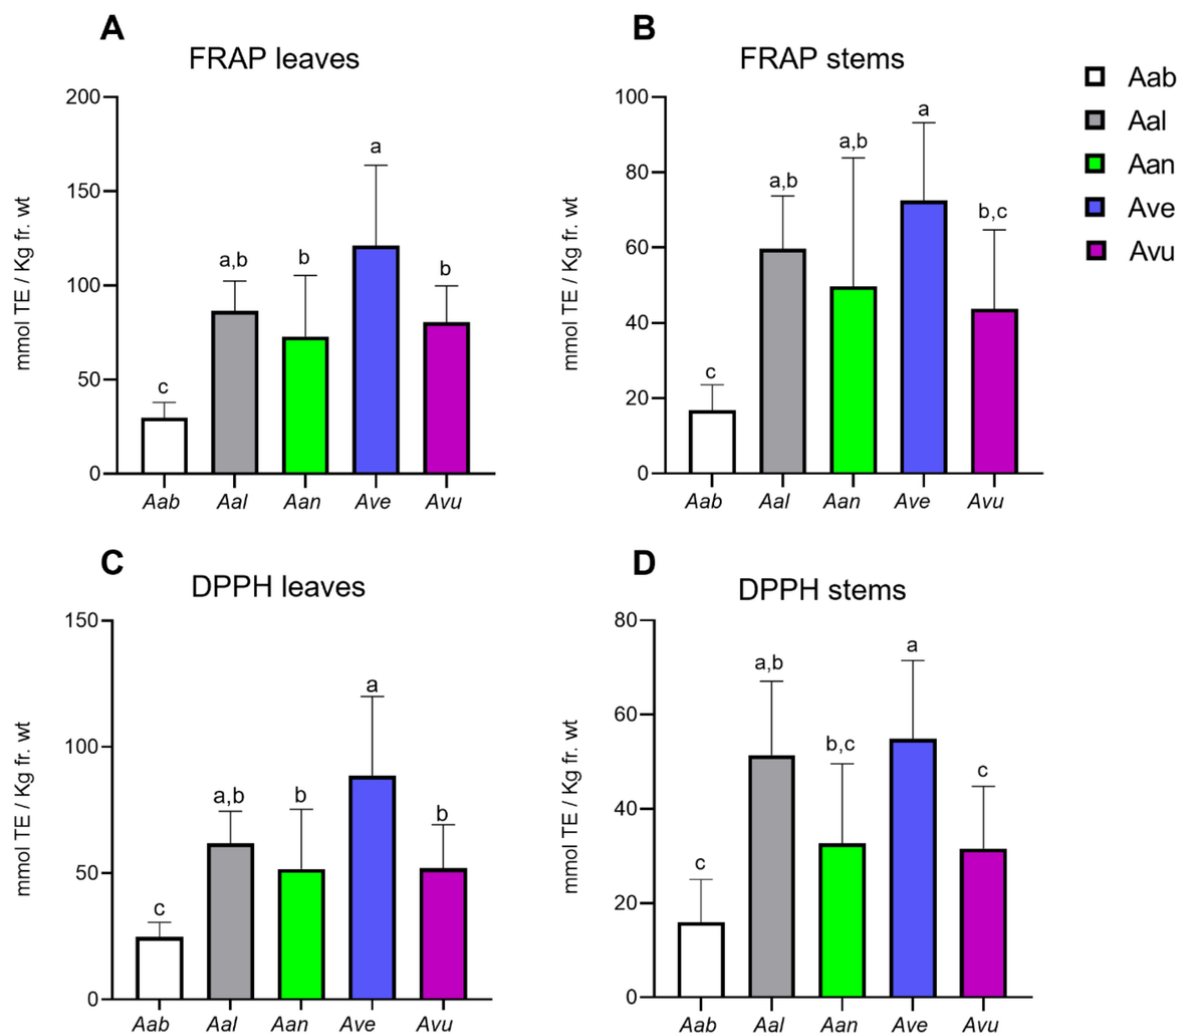 A
FRAP leaves
mmol TE / Kg fr. wt
200
150
100
50
0
c
a,b
b
a
b
Aab
Aal
Aan
Ave
Avu
B
FRAP stems
mmol TE / Kg fr. wt
100
80
60
40
20
0
c
a,b
a,b
a
b,c
Aab
Aal
Aan
Ave
Avu
Aab
Aal
Aan
Ave
Avu
C
DPPH leaves
mmol TE / Kg fr. wt
150
100
50
0
c
a,b
b
a
b
Aab
Aal
Aan
Ave
Avu
D
DPPH stems
mmol TE / Kg fr. wt
80
60
40
20
0
c
a,b
b,c
a
c
Aab
Aal
Aan
Ave
Avu